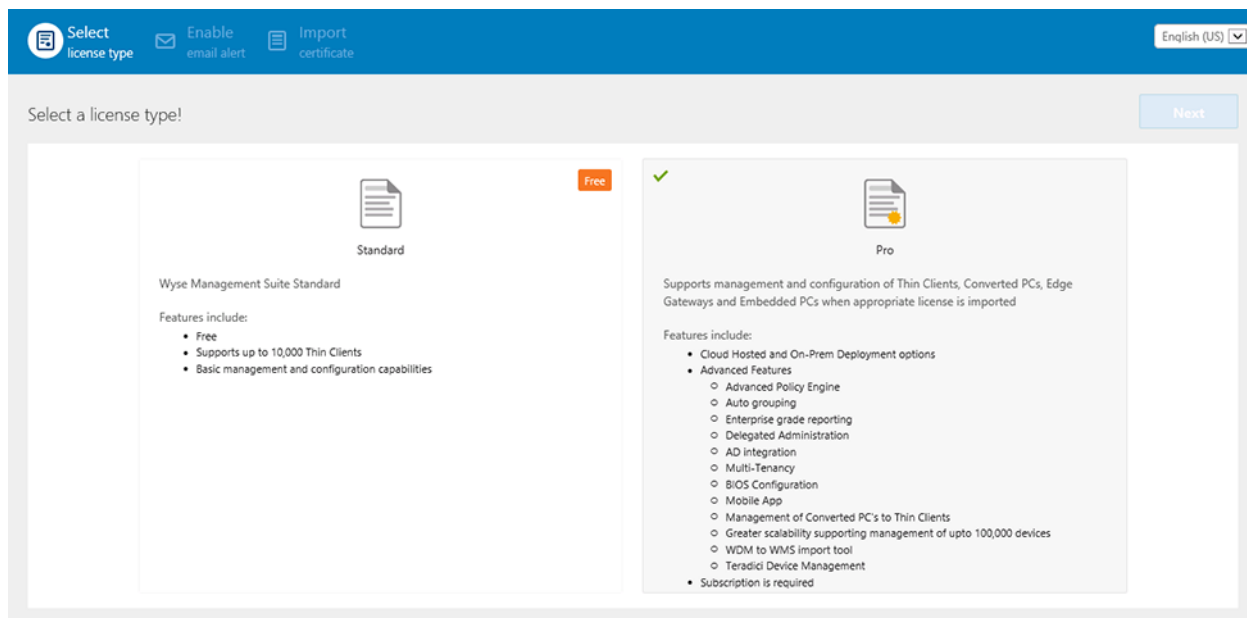 Select
license type
Enable
email alert
Import
certificate
English (US)
Select a license type!
Next
Free
Standard
Wyse Management Suite Standard
Features include:
Free
Supports up to 10,000 Thin Clients
Basic management and configuration capabilities
Pro
Supports management and configuration of Thin Clients, Converted PCs, Edge
Gateways and Embedded PCs when appropriate license is imported
Features include:
Cloud Hosted and On-Prem Deployment options
Advanced Features
Advanced Policy Engine
Auto grouping
Enterprise grade reporting
Delegated Administration
AD integration
Multi-Tenancy
BIOS Configuration
Mobile App
Management of Converted PC's to Thin Clients
Greater scalability supporting management of upto 100,000 devices
WDM to WMS import tool
Teradici Device Management
Subscription is required